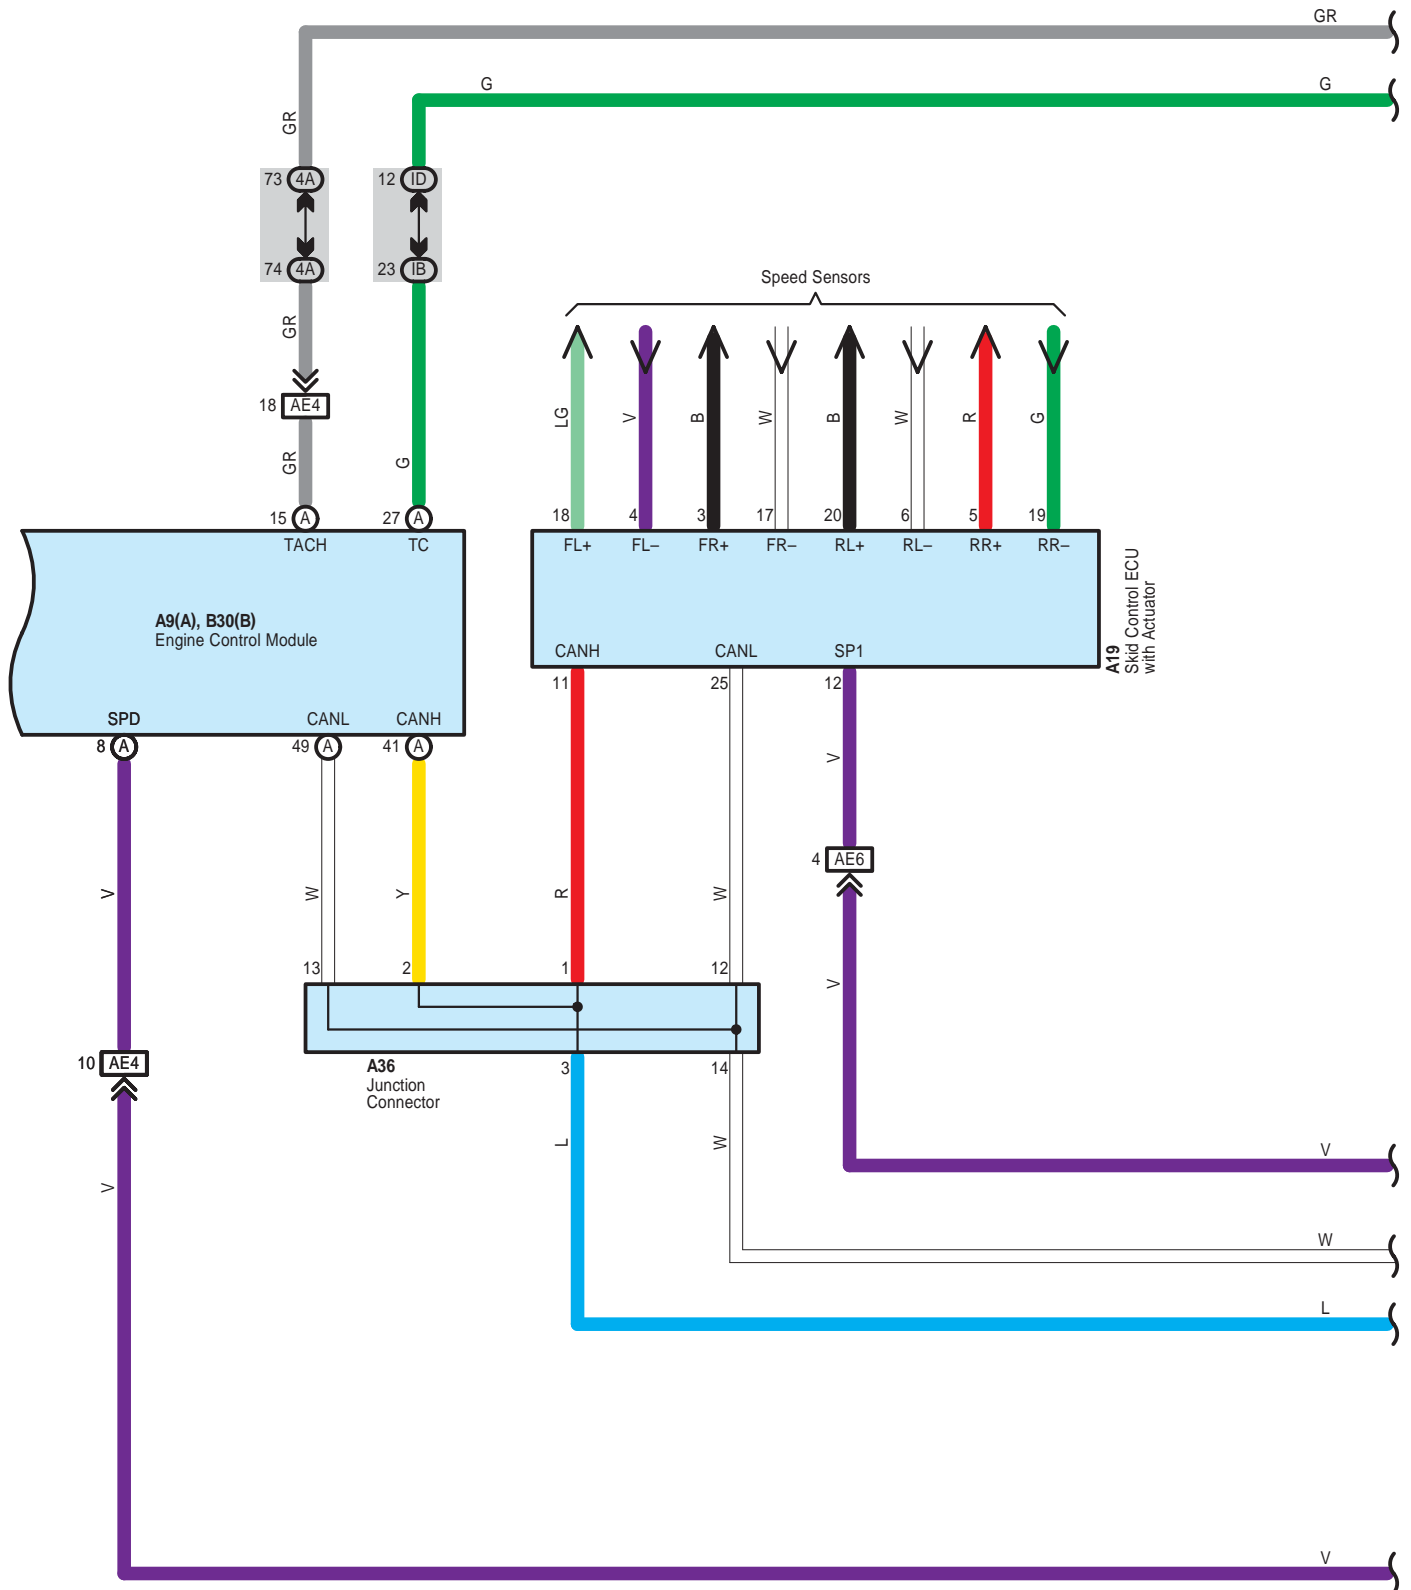 GR
G G
GR
73 4A 12 ID
74 4A 23 IB
Speed Sensors
GR
18 AE4
LG V B W B W R G
GR
G
15 A 27 A
18 4 3 17 20 6 5 19
TACH TC
FL+ FL– FR+ FR– RL+ RL– RR+ RR–
A9(A), B30(B)
Engine Control Module
A19
Skid Control ECU
with Actuator
CANH CANL SP1
11 25 12
SPD CANL CANH
8 A 49 A 41 A
V
4 AE6
V W Y R W
13 2 1 12
V
10 AE4
A36
Junction
Connector
3 14
L W
V
V
W
L
V